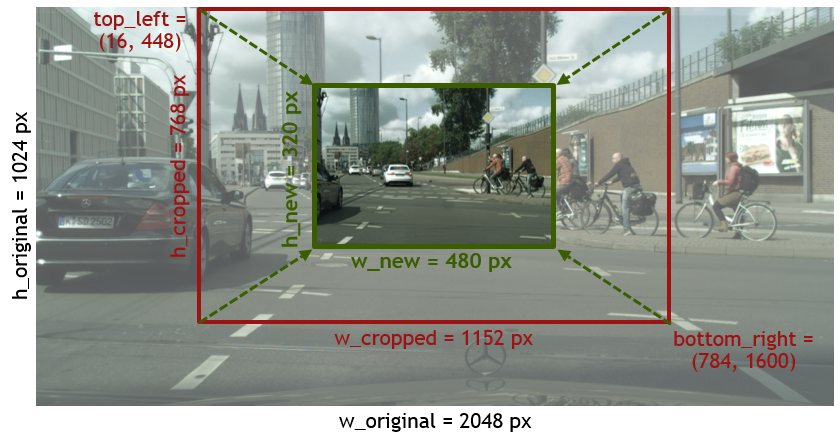 top_left =
(16, 448)
h_original = 1024 px
h_cropped = 768 px
h_new = 320 px
w_new = 480 px
w_cropped = 1152 px
bottom_right =
(784, 1600)
w_original = 2048 px